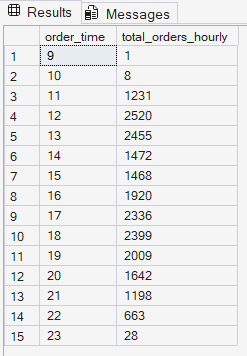 Results Messages
order_time total_orders_hourly
1 9 1
2 10 8
3 11 1231
4 12 2520
5 13 2455
6 14 1472
7 15 1468
8 16 1920
9 17 2336
10 18 2399
11 19 2009
12 20 1642
13 21 1198
14 22 663
15 23 28